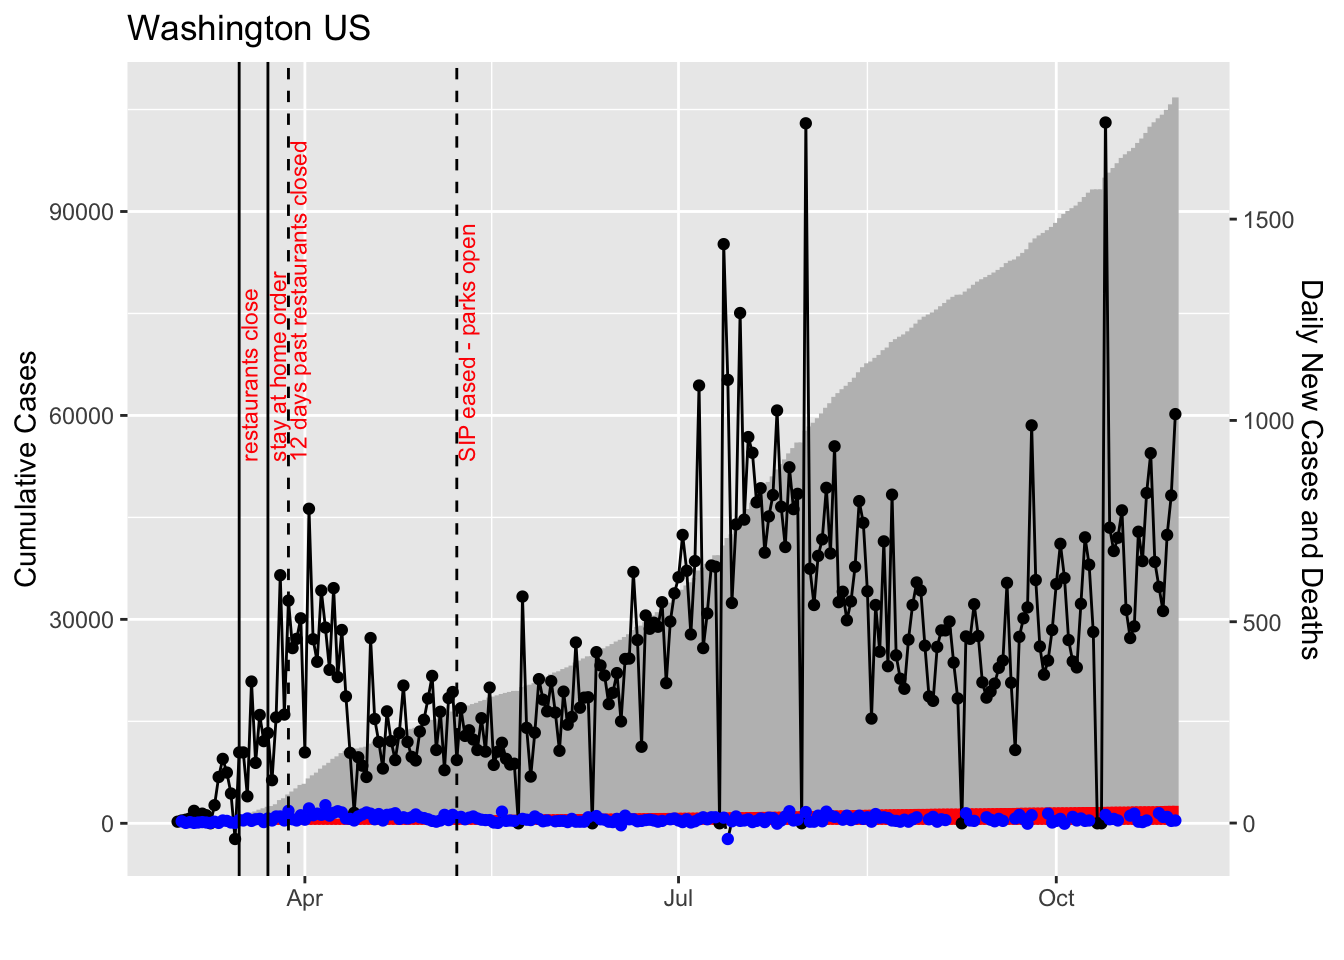 Washington US
Cumulative Cases
90000
60000
30000
0
restaurants close
stay at home order
12 days past restaurants closed
SIP eased - parks open
1500
1000
500
0
Daily New Cases and Deaths
Apr
Jul
Oct